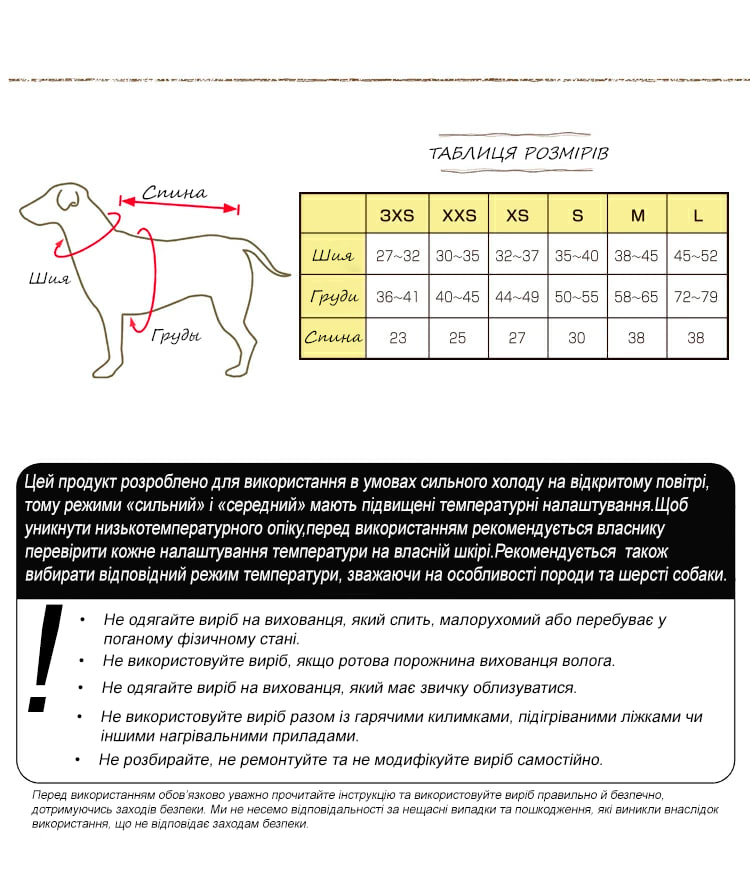 ТАБЛИЦЯ РОЗМІРІВ
Спина
Шия
Груды
3XS XXS XS S M L
Шия 27~32 30~35 32~37 35~40 38~45 45~52
Груди 36~41 40~45 44~49 50~55 58~65 72~79
Спина 23 25 27 30 38 38
Цей продукт розроблено для використання в умовах сильного холоду на відкритому повітрі,
тому режими «сильний» і «середний» мають підвищені температурні налаштування.Щоб
уникнути низькотемпературного опіку,перед використанням рекомендується власнику
перевірити кожне налаштування температури на власній шкірі.Рекомендується також
вибирати відповідний режим температури, зважаючи на особливості породи та шерсті собаки.
!
• Не одягайте виріб на вихованця, який спить, малорухомий або перебуває у
поганому фізичному стані.
• Не використовуйте виріб, якщо ротова порожнина вихованця волога.
• Не одягайте виріб на вихованця, який має звичку облизуватися.
• Не використовуйте виріб разом із гарячими килимками, підігріваними ліжками чи
іншими нагрівальними приладами.
• Не розбирайте, не ремонтуйте та не модифікуйте виріб самостійно.
Перед використанням обов'язково уважно прочитайте інструкцію та використовуйте виріб правильно й безпечно,
дотримуючись заходів безпеки. Ми не несемо відповідальності за нещасні випадки та пошкодження, які виникли внаслідок
використання, що не відповідає заходам безпеки.